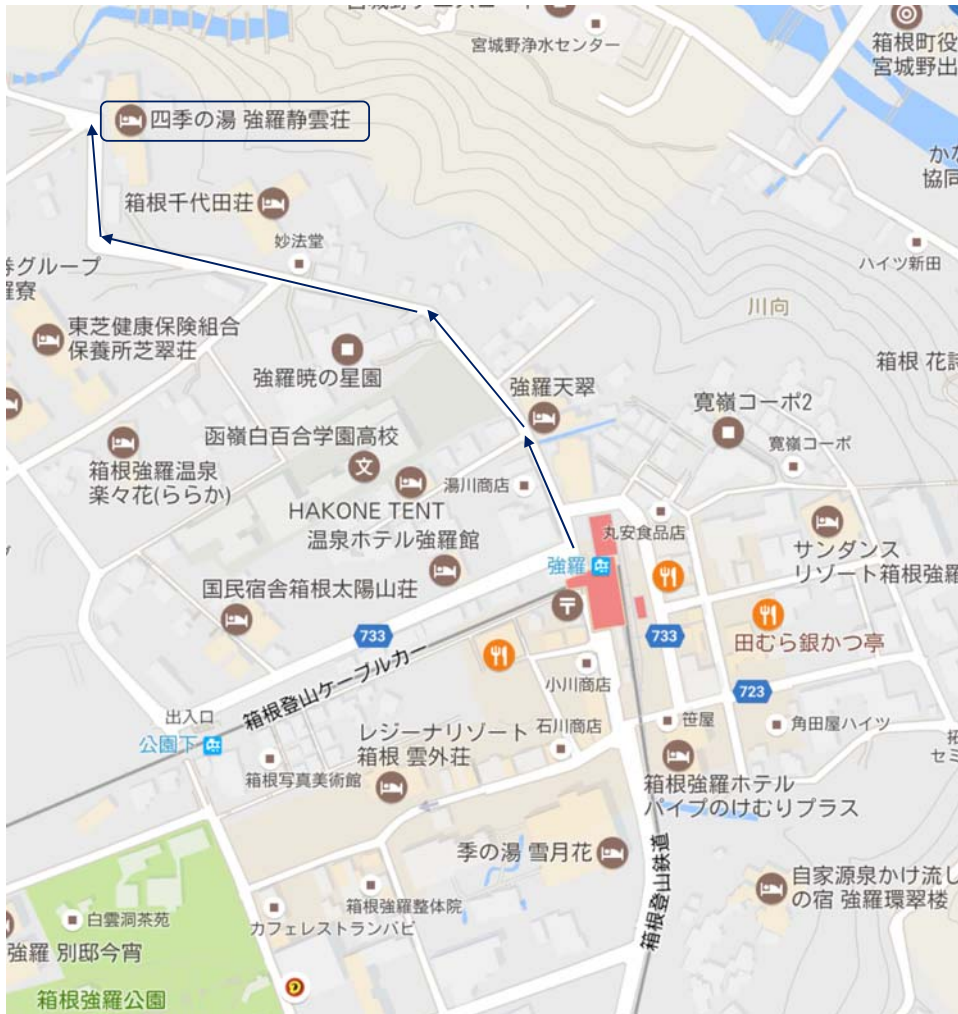 宮城野浄水センター
箱根町役
宮城野出
四季の湯 強羅静雲荘
かな
協同
箱根千代田荘
妙法堂
ハイツ新田
券グループ
羅寮
川向
東芝健康保険組合
保養所芝翠荘
強羅暁の星園
箱根 花詩
強羅天翠
寛嶺コーポ2
函嶺白百合学園高校
文
寛嶺コーポ
箱根強羅温泉
楽々花(ららか)
湯川商店
HAKONE TENT
丸安食品店
温泉ホテル強羅館
サンダンス
リゾート箱根強羅
強羅
国民宿舎箱根太陽山荘
〒
733
733
田むら銀かつ亭
箱根登山ケーブルカー
小川商店
723
出入口
公園下
レジーナリゾート
箱根 雲外荘
石川商店
笹屋
角田屋ハイツ
拓
セミ
箱根写真美術館
箱根強羅ホテル
パイプのけむりプラス
季の湯 雪月花
箱根登山鉄道
自家源泉かけ流し
の宿 強羅環翠楼
箱根強羅整体院
白雲洞茶苑
カフェレストランパピ
強羅 別邸今宵
箱根強羅公園